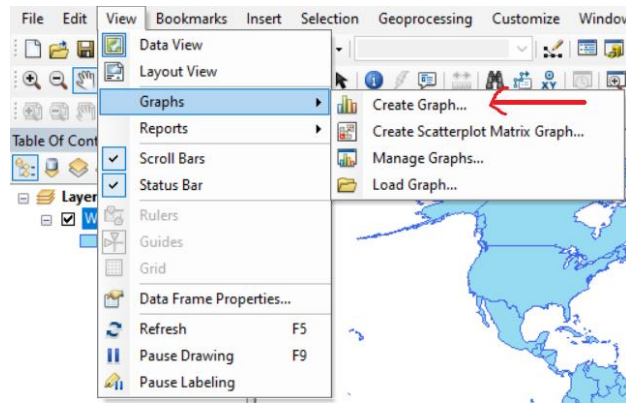 File Edit View Bookmarks Insert Selection Geoprocessing Customize Window
Data View
Layout View
Graphs
Reports
Scroll Bars
Status Bar
Rulers
Guides
Grid
Data Frame Properties...
Refresh F5
Pause Drawing F9
Pause Labeling
Create Graph...
Create Scatterplot Matrix Graph...
Manage Graphs...
Load Graph...
Table Of Cont
Layer
W
XY